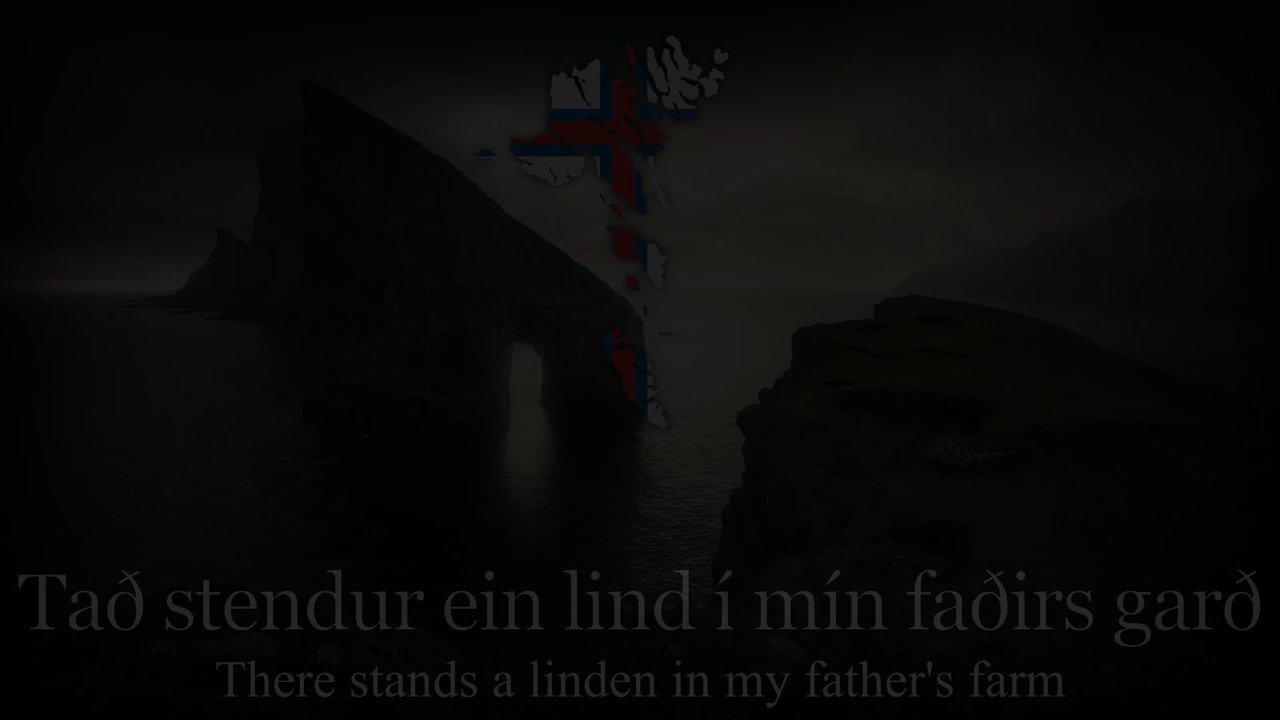 Tað stendur ein lind í mín faðirs garð
There stands a linden in my father's farm